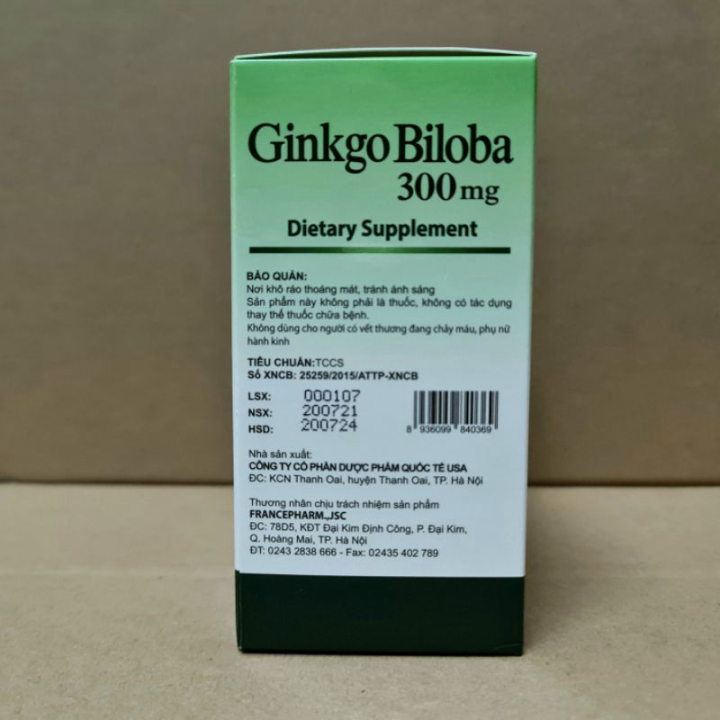 Ginkgo Biloba
300 mg
Dietary Supplement
BẢO QUẢN:
Nơi khô ráo thoáng mát, tránh ánh sáng
Sản phẩm này không phải là thuốc, không có tác dụng
thay thế thuốc chữa bệnh.
Không dùng cho người có vết thương đang chảy máu, phụ nữ
hành kinh
TIÊU CHUẨN:TCCS
Số XNCB: 25259/2015/ATTP-XNCB
LSX: 000107
NSX: 200721
HSD: 200724
8 936099 840369
Nhà sản xuất:
CÔNG TY CỔ PHẦN DƯỢC PHẨM QUỐC TẾ USA
ĐC: KCN Thanh Oai, huyện Thanh Oai, TP. Hà Nội
Thương nhân chịu trách nhiệm sản phẩm
FRANCEPHARM.,JSC
ĐC: 78D5, KĐT Đại Kim Định Công, P. Đại Kim,
Q. Hoàng Mai, TP. Hà Nội
ĐT: 0243 2838 666 - Fax: 02435 402 789